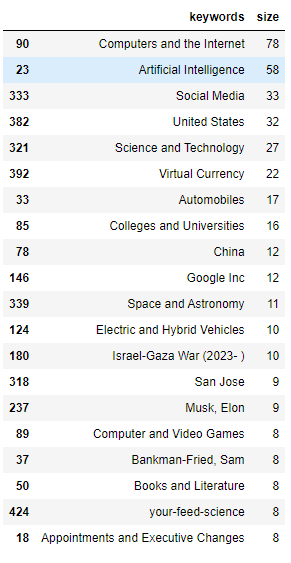 keywords size
90 Computers and the Internet 78
23 Artificial Intelligence 58
333 Social Media 33
382 United States 32
321 Science and Technology 27
392 Virtual Currency 22
33 Automobiles 17
85 Colleges and Universities 16
78 China 12
146 Google Inc 12
339 Space and Astronomy 11
124 Electric and Hybrid Vehicles 10
180 Israel-Gaza War (2023- ) 10
318 San Jose 9
237 Musk, Elon 9
89 Computer and Video Games 8
37 Bankman-Fried, Sam 8
50 Books and Literature 8
424 your-feed-science 8
18 Appointments and Executive Changes 8